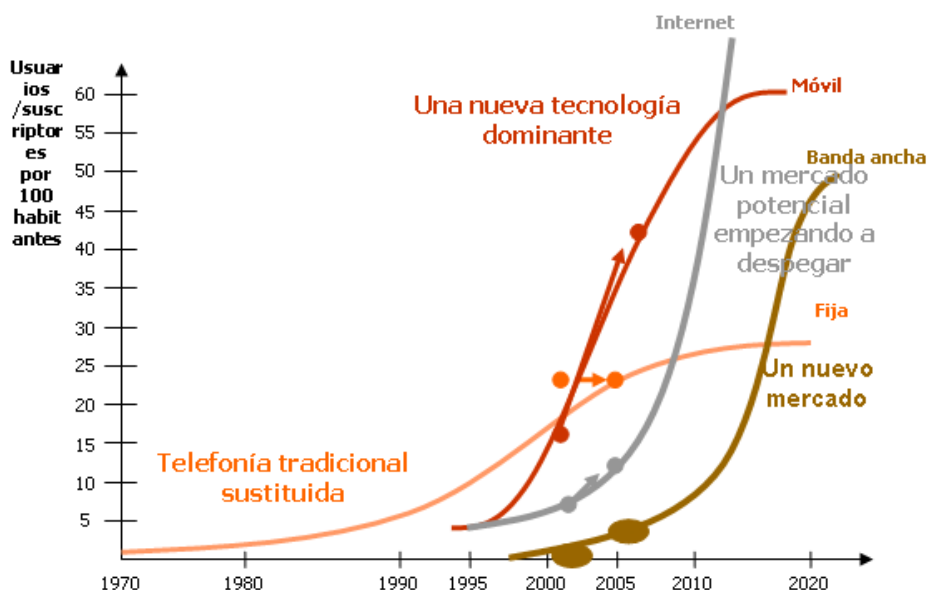 Internet
Usuar
ios
/susc
riptor
es
por
100
habit
antes
60
55
50
45
40
35
30
25
20
15
10
5
Una nueva tecnología
dominante
Móvil
Banda ancha
Un mercado
potencial
empezando a
despegar
Fija
Un nuevo
mercado
Telefonía tradicional
sustituida
1970 1980 1990 1995 2000 2005 2010 2020